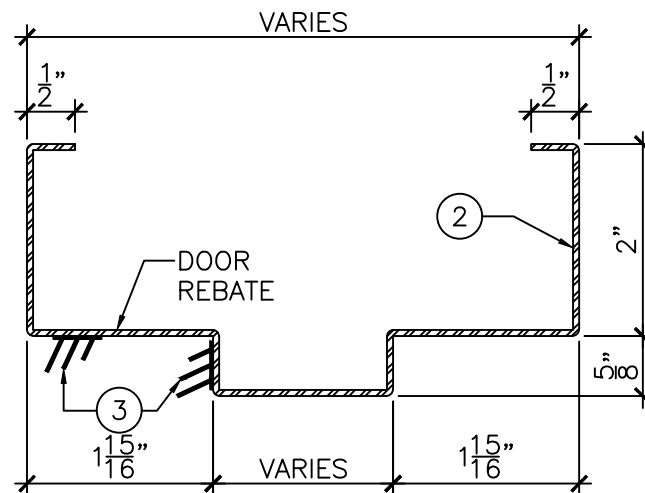 VARIES
1/2"
1/2"
2
2"
DOOR
REBATE
5/8"
3
1 15/16"
VARIES
1 15/16"